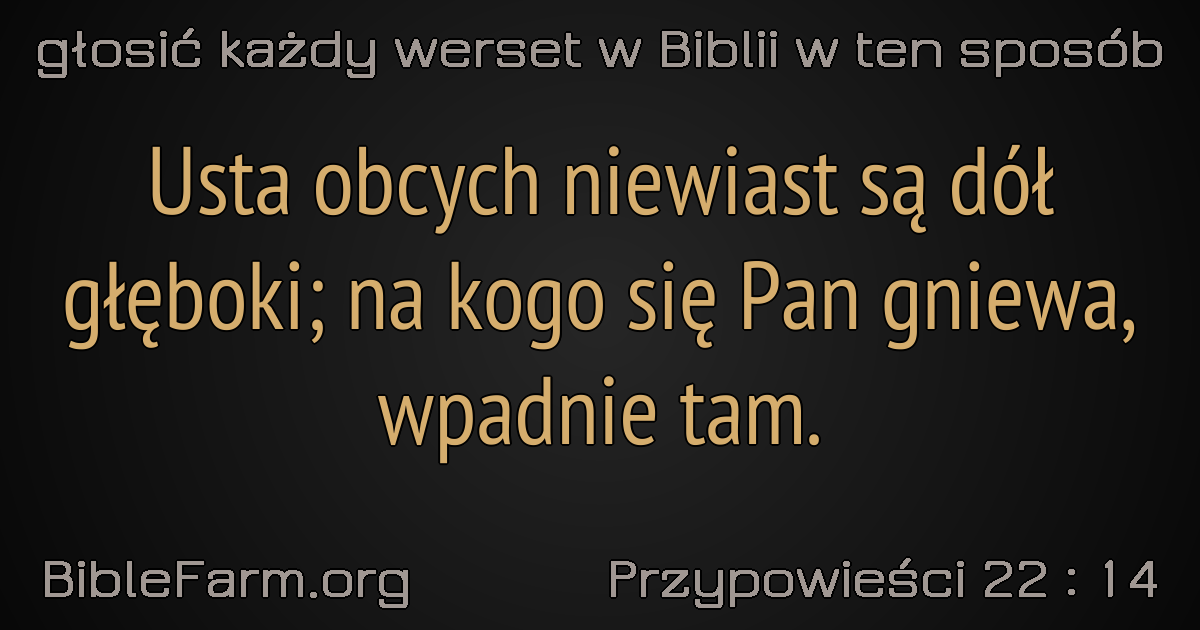 głosić każdy werset w Biblii w ten sposób
Usta obcych niewiast są dół
głęboki; na kogo się Pan gniewa,
wpadnie tam.
BibleFarm.org
Przypowieści 22 : 14